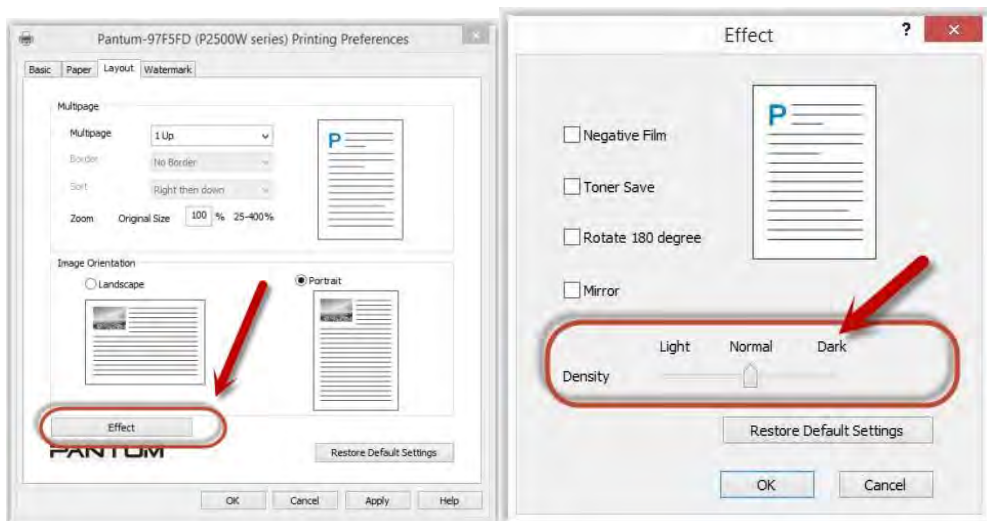 Pantum-97F5FD (P2500W series) Printing Preferences
Basic Paper Layout Watermark
Multipage
Multipage 1 Up
Border No Border
Sort Right then down
Zoom Original Size 100 % 25-400%
P
Image Orientation
Landscape Portrait
Effect
PANTUM
Restore Default Settings
OK Cancel Apply Help
Effect ?
P
Negative Film
Toner Save
Rotate 180 degree
Mirror
Light Normal Dark
Density
Restore Default Settings
OK Cancel